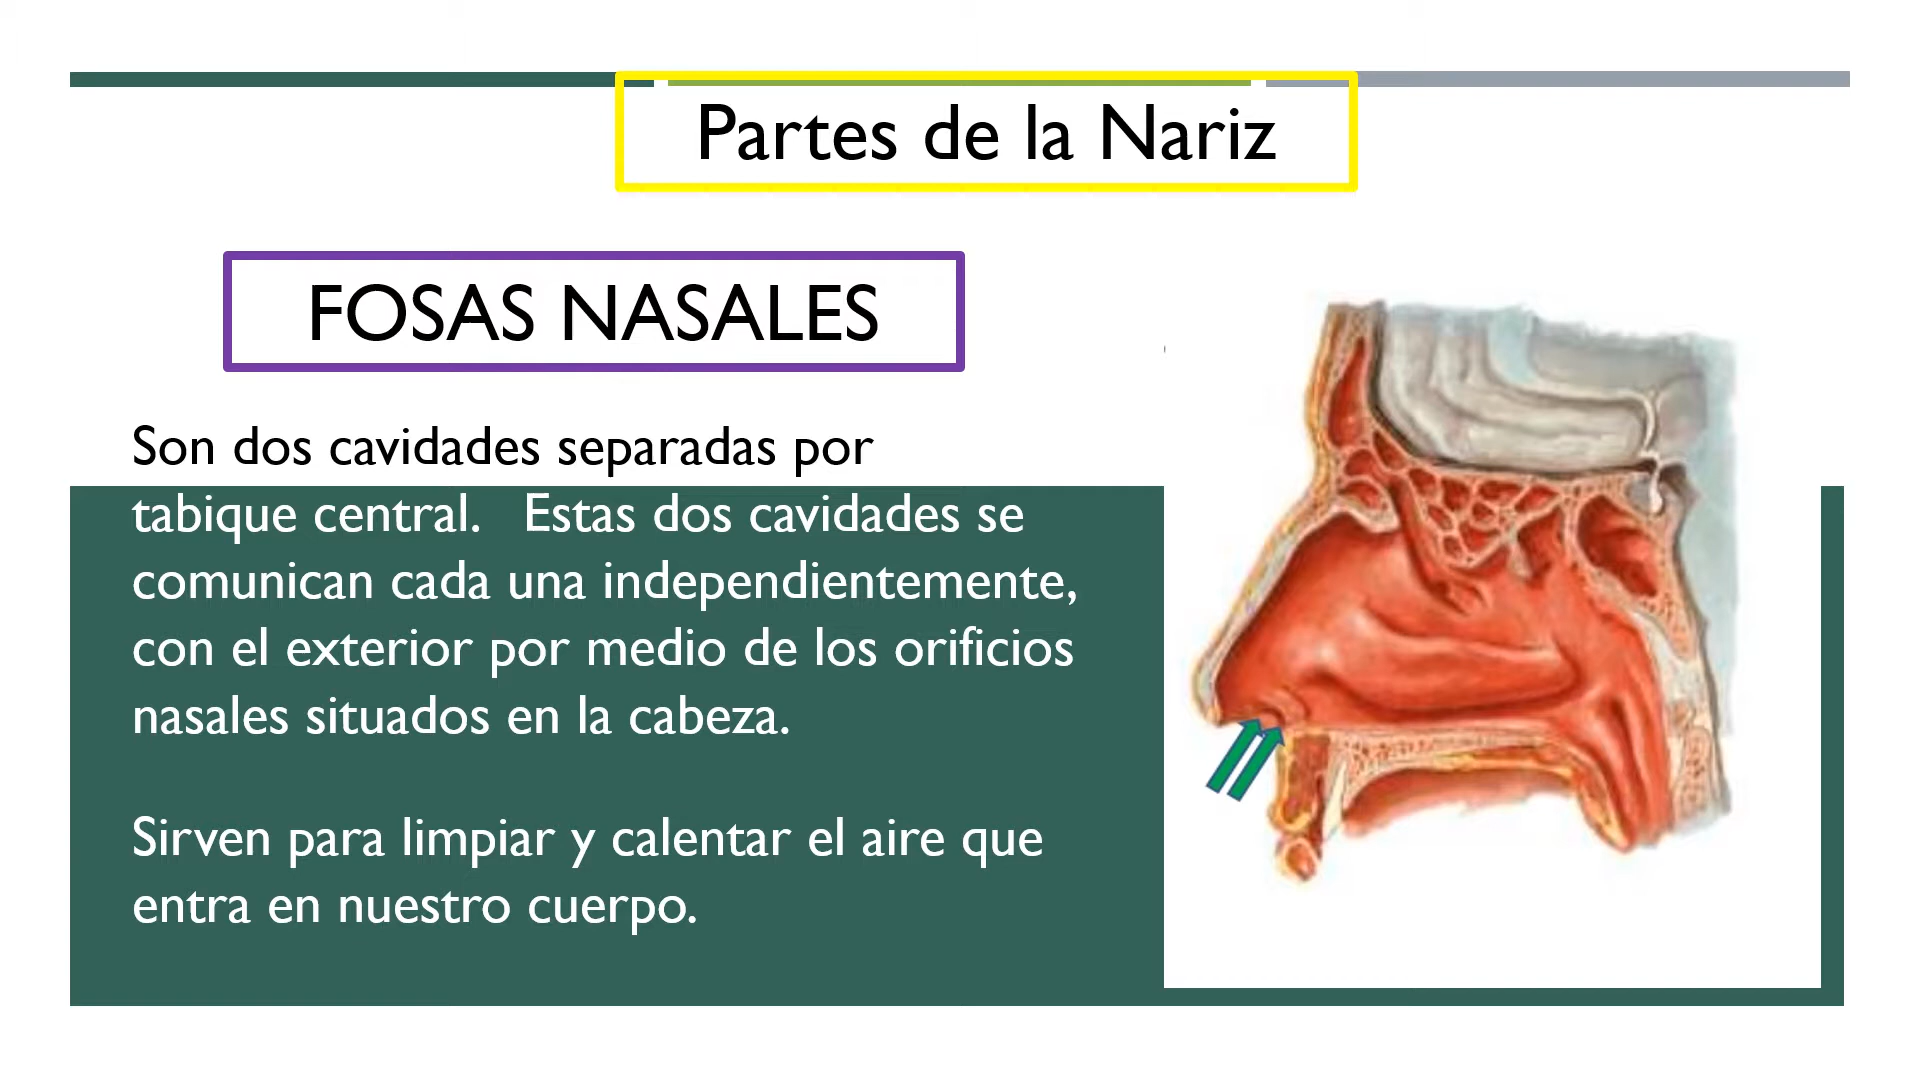 Partes de la Nariz
FOSAS NASALES
Son dos cavidades separadas por
tabique central. Estas dos cavidades se
comunican cada una independientemente,
con el exterior por medio de los orificios
nasales situados en la cabeza.
Sirven para limpiar y calentar el aire que
entra en nuestro cuerpo.